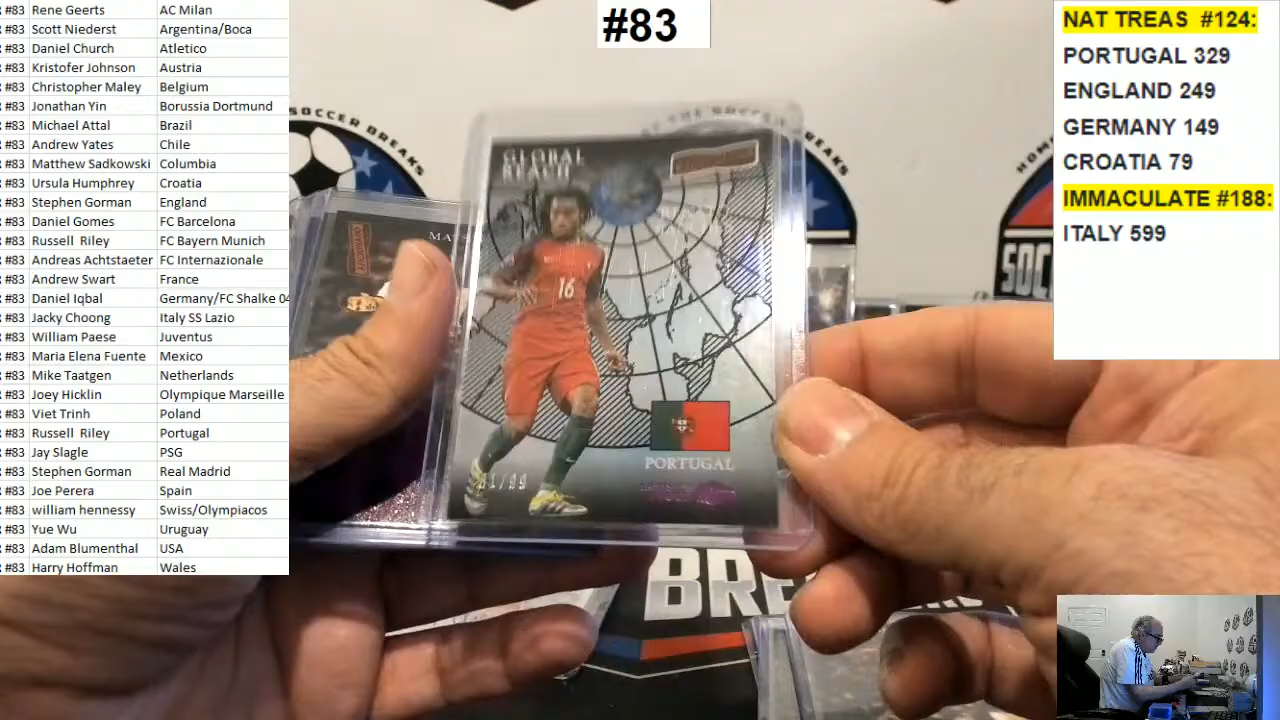 #83 Rene Geerts AC Milan
#83 Scott Niederst Argentina/Boca
#83 Daniel Church Atletico
#83 Kristofer Johnson Austria
#83 Christopher Maley Belgium
#83 Jonathan Yin Borussia Dortmund
#83 Michael Attal Brazil
#83 Andrew Yates Chile
#83 Matthew Sadkowski Columbia
#83 Ursula Humphrey Croatia
#83 Stephen Gorman England
#83 Daniel Gomes FC Barcelona
#83 Russell Riley FC Bayern Munich
#83 Andreas Achtstaeter FC Internazionale
#83 Andrew Swart France
#83 Daniel Iqbal Germany/FC Shalke 04
#83 Jacky Choong Italy SS Lazio
#83 William Paese Juventus
#83 Maria Elena Fuente Mexico
#83 Mike Taatgen Netherlands
#83 Joey Hicklin Olympique Marseille
#83 Viet Trinh Poland
#83 Russell Riley Portugal
#83 Jay Slagle PSG
#83 Stephen Gorman Real Madrid
#83 Joe Perera Spain
#83 william hennessy Swiss/Olympiacos
#83 Yue Wu Uruguay
#83 Adam Blumenthal USA
#83 Harry Hoffman Wales
#83
SOCCER BREAKS
SOCCER BREAKS
GLOBAL
REACH
16
PORTUGAL
BRE
SOC
NAT TREAS #124:
PORTUGAL 329
ENGLAND 249
GERMANY 149
CROATIA 79
IMMACULATE #188:
ITALY 599